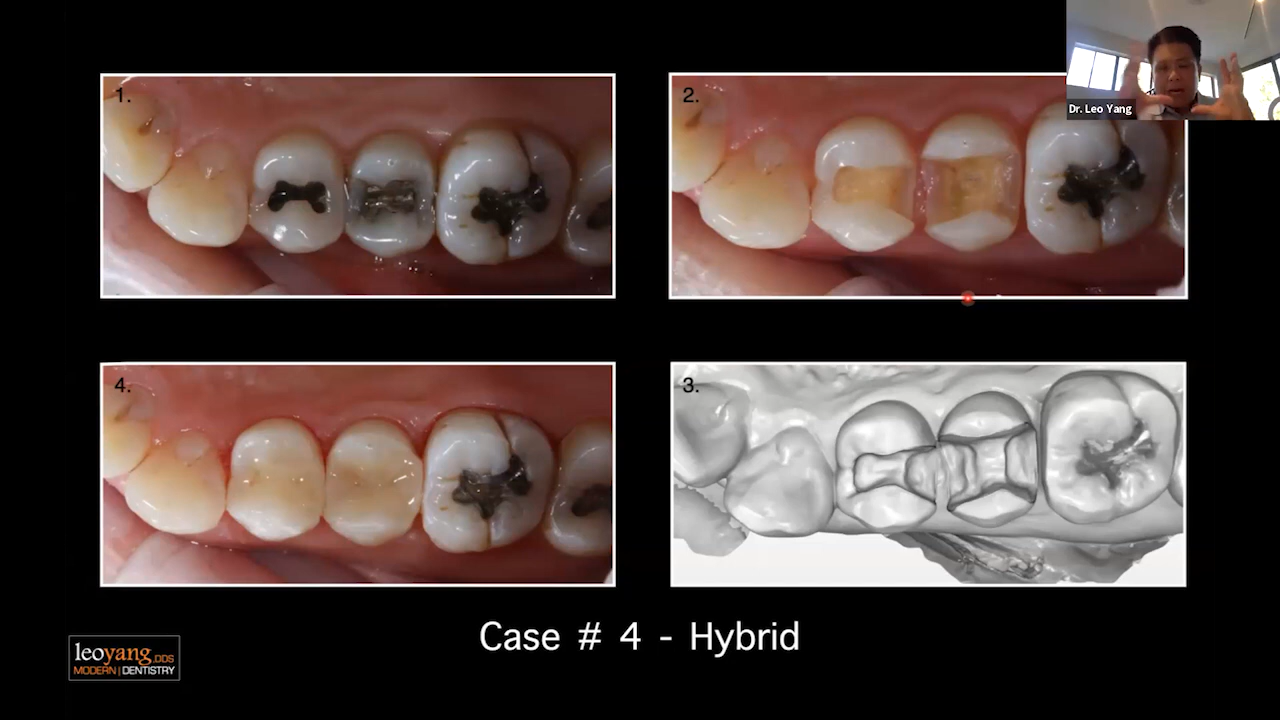 1.
2.
Dr. Leo Yang
4.
3.
Case # 4 - Hybrid
leoyang.DDS
MODERN | DENTISTRY